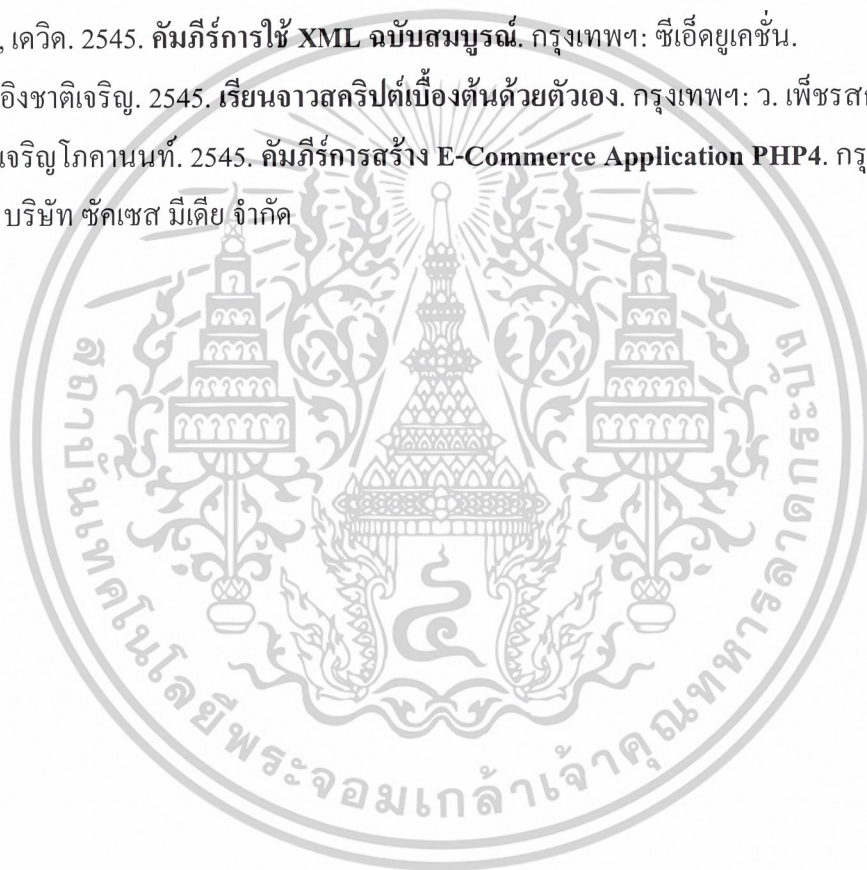 , เดวิด. 2545. คัมภีร์การใช้ XML ฉบับสมบูรณ์. กรุงเทพฯ: ซีเอ็ดยูเคชั่น.
อิงชาติเจริญ. 2545. เรียนจาวสคริปต์เบื้องต้นด้วยตัวเอง. กรุงเทพฯ: ว. เพ็ชรส
เจริญโภคานนท์. 2545. คัมภีร์การสร้าง E-Commerce Application PHP4.
บริษัท ซัคเซส มีเดีย จำกัด
สถาบันเทคโนโลยีพระจอมเกล้าเจ้าคุณทหารลาดกระบัง
๔